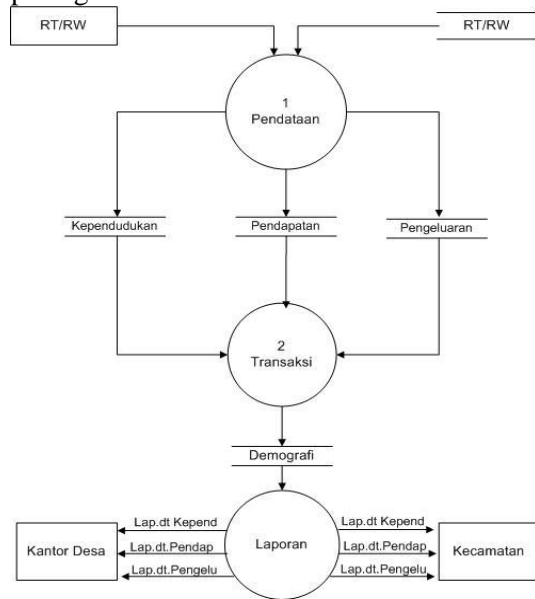 RT/RW
RT/RW
1
Pendataan
Kependudukan
Pendapatan
Pengeluaran
2
Transaksi
Demografi
Lap.dt Kepend
Lap.dt Kepend
Kantor Desa
Lap.dt.Pendap
Laporan
Lap.dt.Pendap
Kecamatan
Lap.dt.Pengelu
Lap.dt.Pengelu